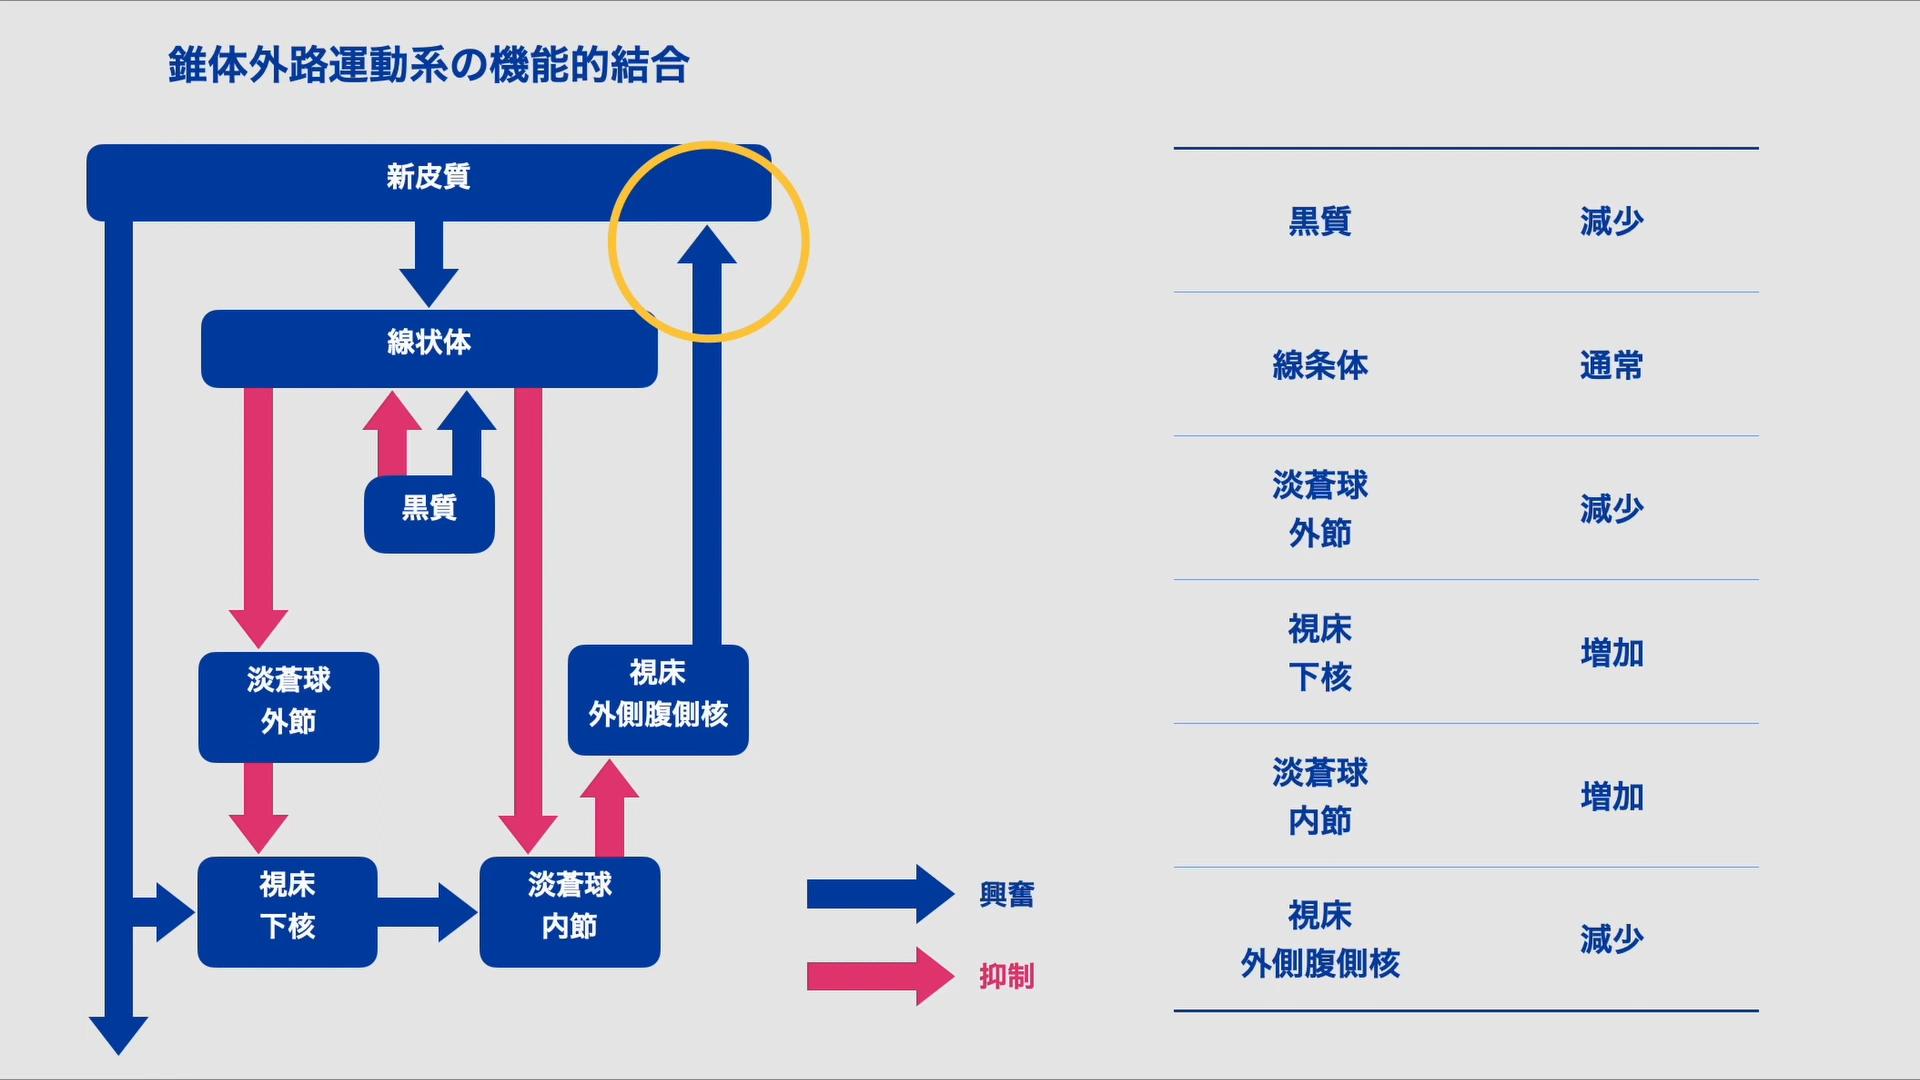 錐体外路運動系の機能的結合
新皮質
線状体
黒質
淡蒼球
外節
視床
外側腹側核
視床
下核
淡蒼球
内節
興奮
抑制
黒質 減少
線条体 通常
淡蒼球
外節
減少
視床
下核
増加
淡蒼球
内節
増加
視床
外側腹側核
減少